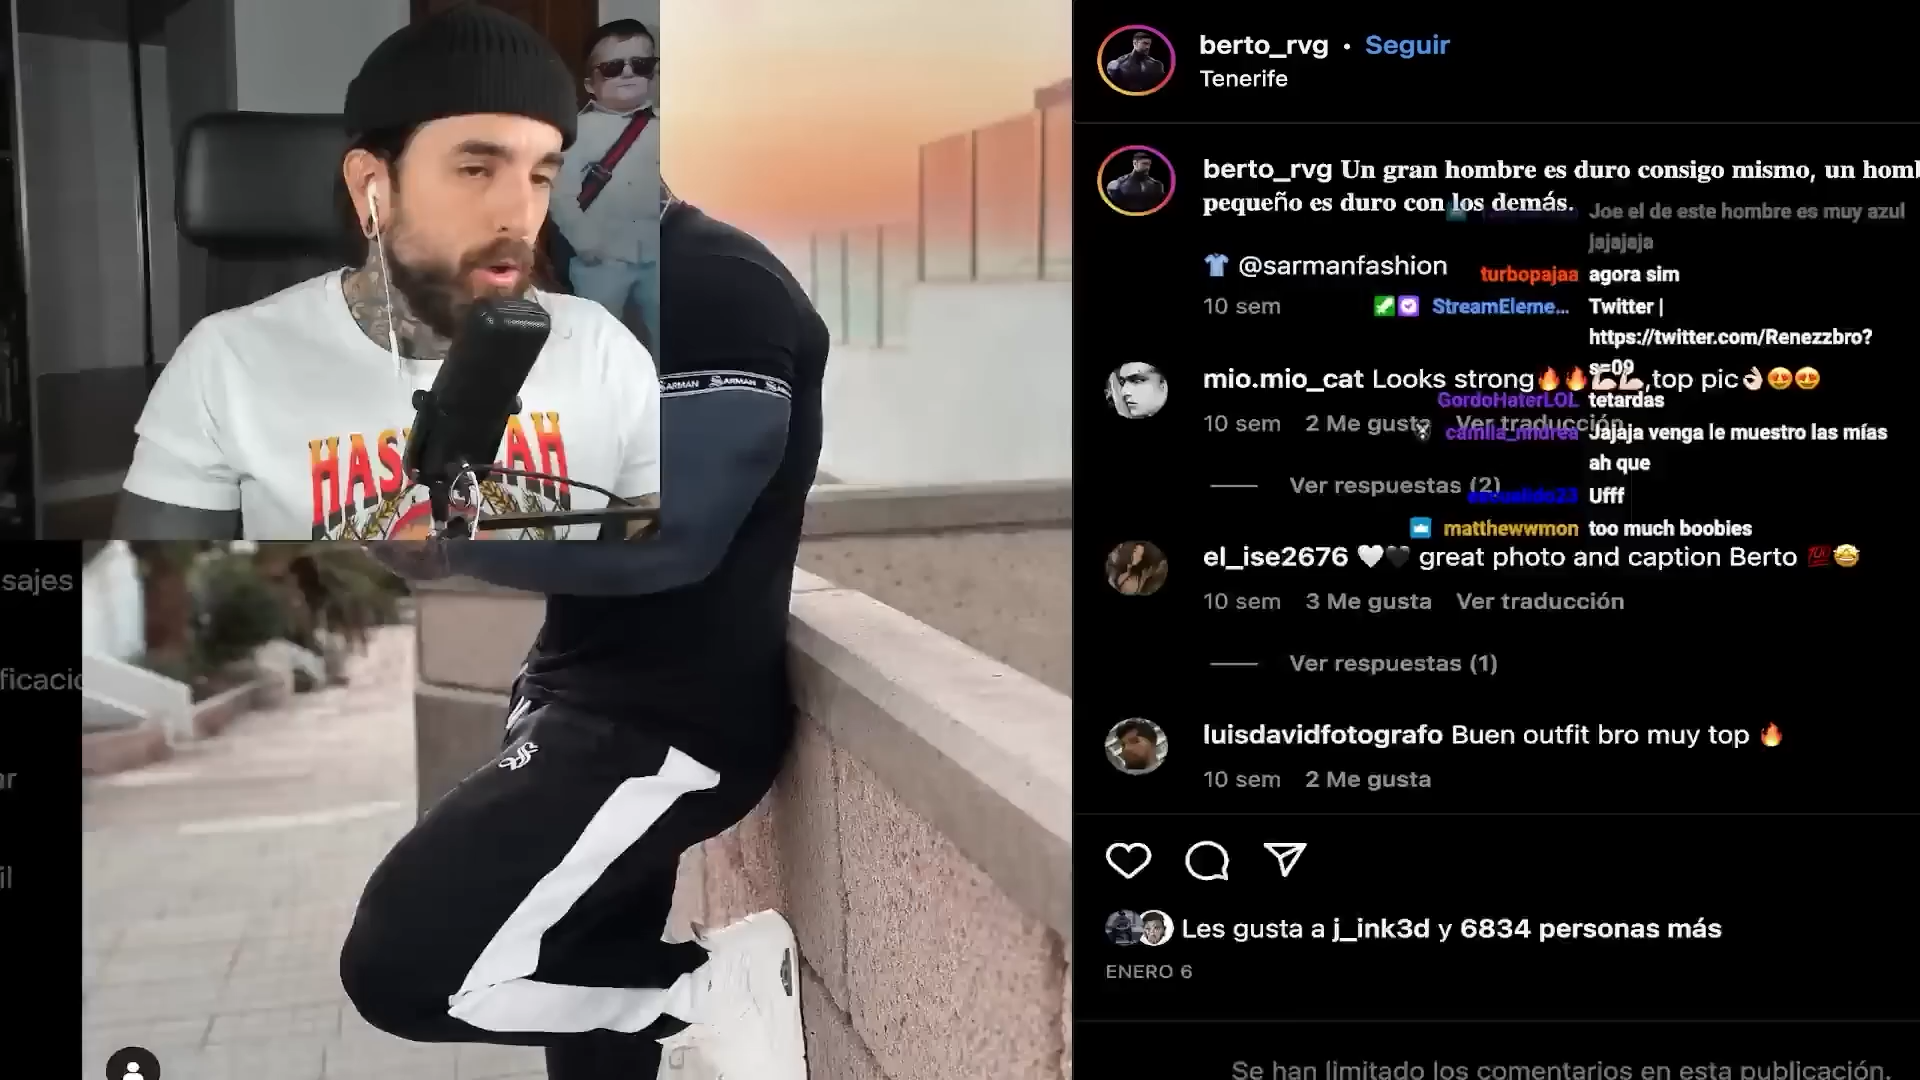 berto_rvg • Seguir
Tenerife
berto_rvg Un gran hombre es duro consigo mismo, un
pequeño es duro con los demás.
Joe el de este hombre es muy azul
jajajaja
@sarmanfashion
turbopajaa agora sim
10 sem
StreamEleme... Twitter |
https://twitter.com/Renezzbro?
s=09
mio.mio_cat Looks strong🔥🔥💪🏻💪🏻,top pic👌🏻😍😍
GordoHaterLOL tetardas
10 sem 2 Me gusta Ver traducción
Jajaja venga le muestro las mías
ah que
Ver respuestas (2)
Ufff
matthewwmon too much boobies
el_ise2676 🤍🖤 great photo and caption Berto 💯🤩
10 sem 3 Me gusta Ver traducción
Ver respuestas (1)
luisdavidfotografo Buen outfit bro muy top 🔥
10 sem 2 Me gusta
Les gusta a j_ink3d y 6834 personas más
ENERO 6
Se han limitado los comentarios en esta publicación.
sajes
ficacio
SARMAN